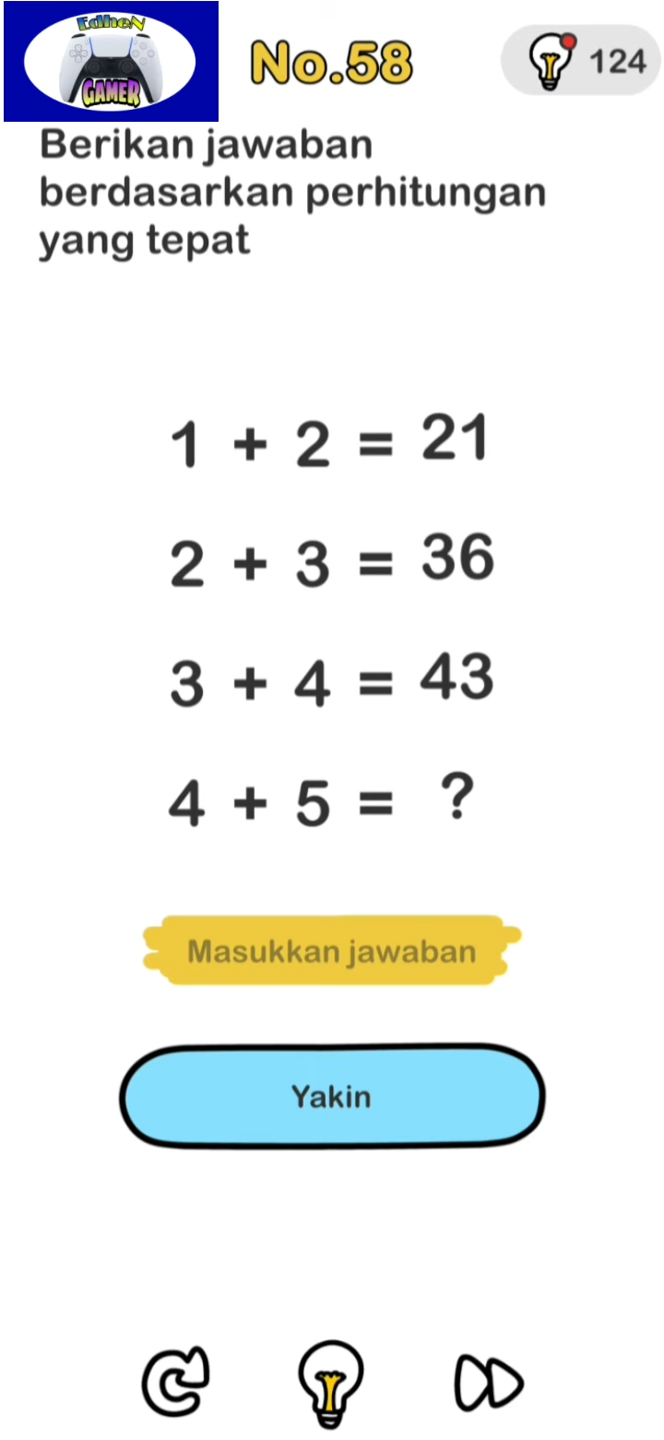 EdheN
GAMER
No.58
124
Berikan jawaban
berdasarkan perhitungan
yang tepat
1 + 2 = 21
2 + 3 = 36
3 + 4 = 43
4 + 5 = ?
Masukkan jawaban
Yakin